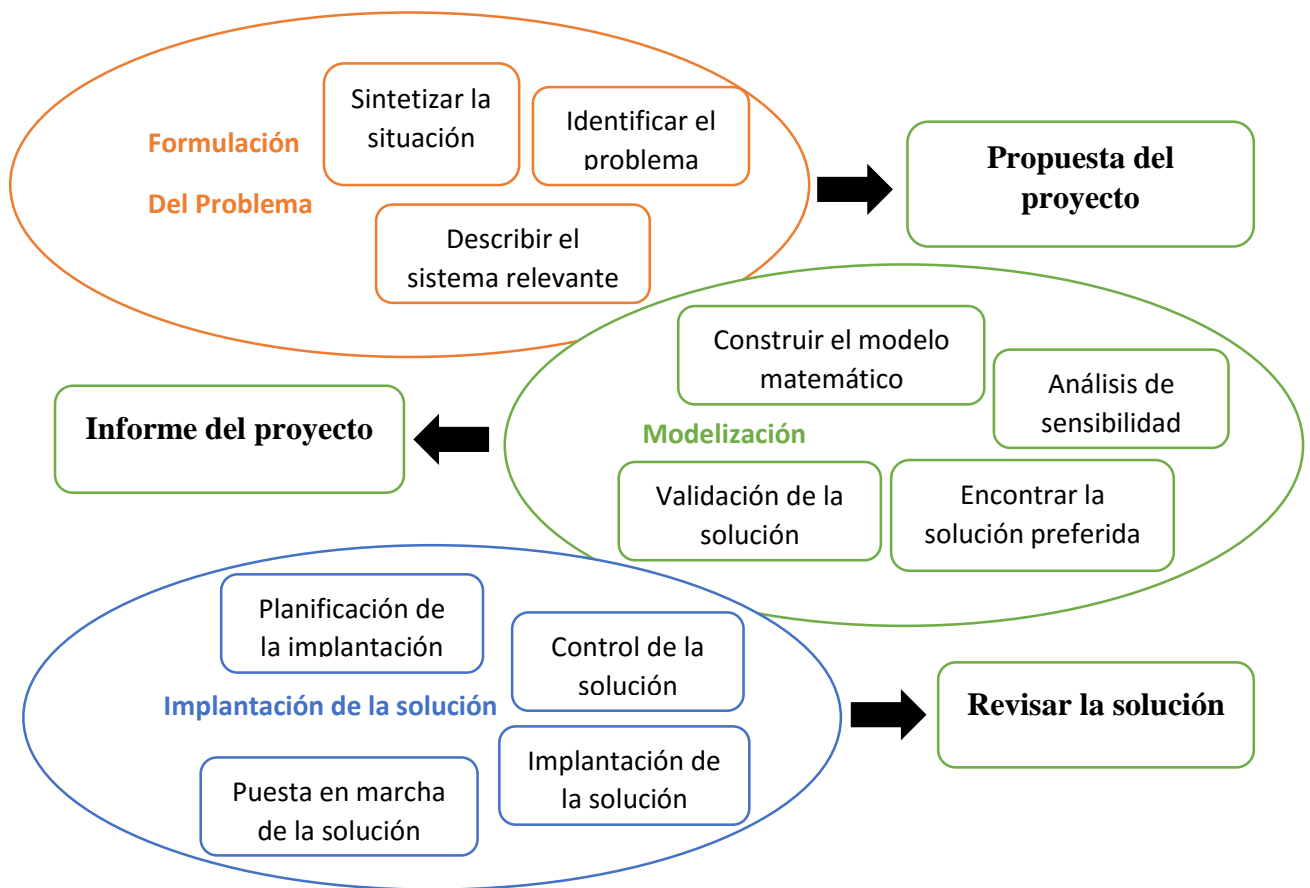 Formulación
Del Problema
Sintetizar la
situación
Identificar el
problema
Describir el
sistema relevante
Propuesta del
proyecto
Construir el modelo
matemático
Análisis de
sensibilidad
Modelización
Validación de la
solución
Encontrar la
solución preferida
Informe del proyecto
Planificación de
la implantación
Control de la
solución
Implantación de la solución
Puesta en marcha
de la solución
Implantación de
la solución
Revisar la solución